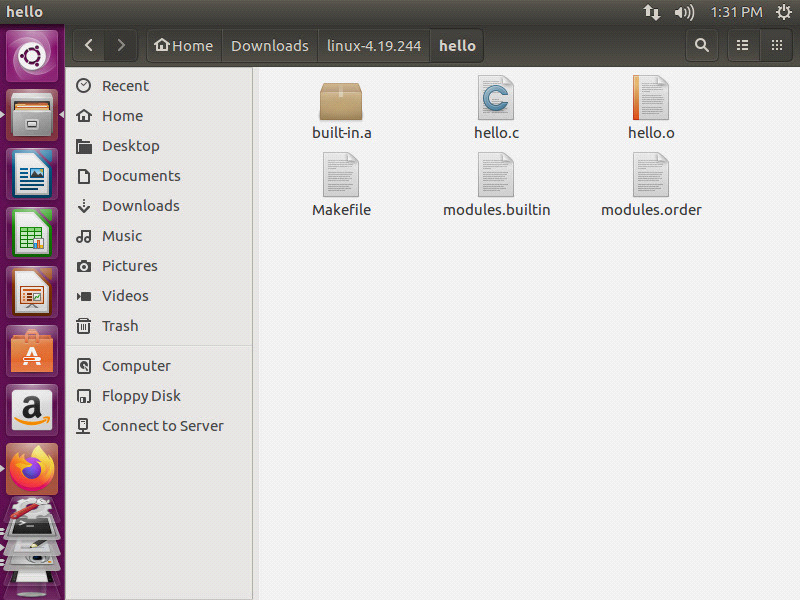 hello
1:31 PM
Home
Downloads
linux-4.19.244
hello
Recent
Home
Desktop
Documents
Downloads
Music
Pictures
Videos
Trash
Computer
Floppy Disk
Connect to Server
built-in.a
hello.c
hello.o
Makefile
modules.builtin
modules.order